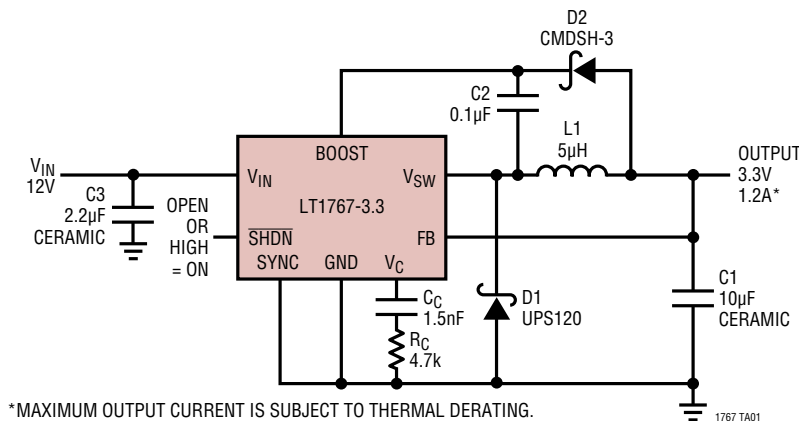 D2
CMDSH-3
C2
0.1µF
L1
5µH
BOOST
V_IN
12V
V_IN
V_SW
OUTPUT
3.3V
1.2A*
C3
2.2µF
CERAMIC
OPEN
OR
HIGH
= ON
LT1767-3.3
SHDN
FB
SYNC
GND
V_C
C_C
1.5nF
R_C
4.7k
D1
UPS120
C1
10µF
CERAMIC
*MAXIMUM OUTPUT CURRENT IS SUBJECT TO THERMAL DERATING.
1767 TA01